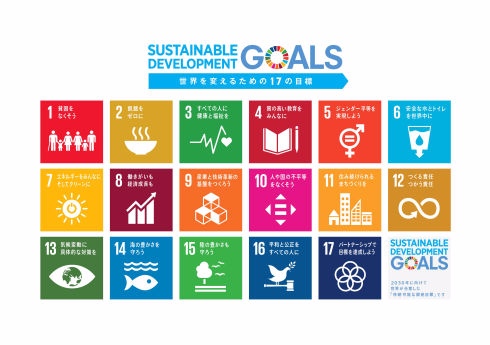 SUSTAINABLE
DEVELOPMENT
GOALS
世界を変えるための17の目標
1 貧困を
なくそう
2 飢餓を
ゼロに
3 すべての人に
健康と福祉を
4 質の高い教育を
みんなに
5 ジェンダー平等を
実現しよう
6 安全な水とトイレ
を世界中に
7 エネルギーをみんなに
そしてクリーンに
8 働きがいも
経済成長も
9 産業と技術革新の
基盤をつくろう
10 人や国の不平等
をなくそう
11 住み続けられる
まちづくりを
12 つくる責任
つかう責任
13 気候変動に
具体的な対策を
14 海の豊かさを
守ろう
15 陸の豊かさも
守ろう
16 平和と公正を
すべての人に
17 パートナーシップで
目標を達成しよう
SUSTAINABLE
DEVELOPMENT
GOALS
2030年に向けて
世界が合意した
「持続可能な開発目標」です